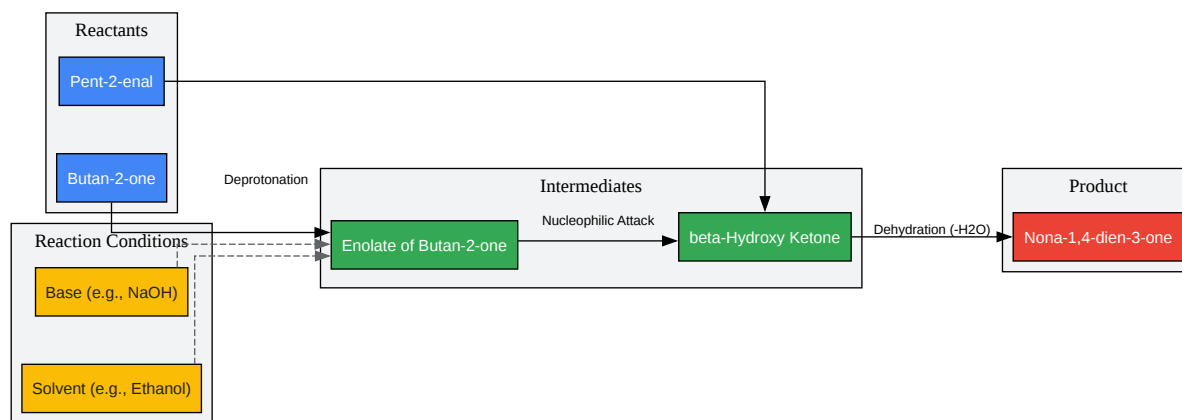 Reactants
Pent-2-enal
Butan-2-one
Deprotonation
Reaction Conditions
Base (e.g., NaOH)
Solvent (e.g., Ethanol)
Intermediates
Enolate of Butan-2-one
Nucleophilic Attack
beta-Hydroxy Ketone
Dehydration (-H2O)
Product
Nona-1,4-dien-3-one